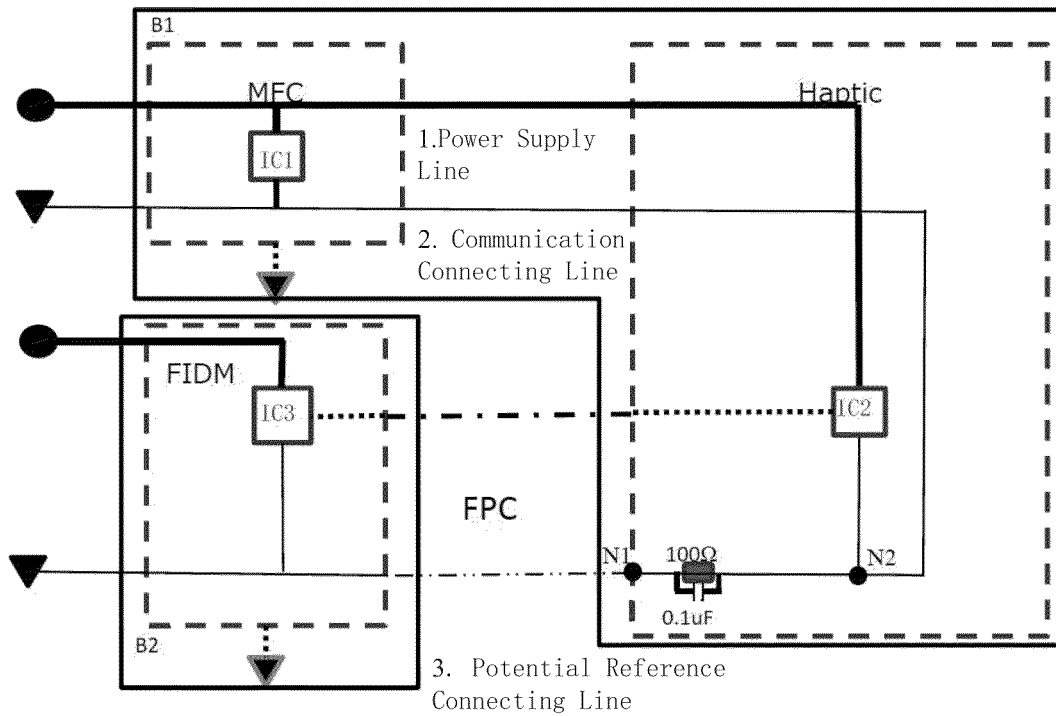 B1
MFC
Haptic
IC1
1.Power Supply
Line
2. Communication
Connecting Line
FIDM
IC3
IC2
FPC
N1
100Ω
N2
0.1uF
B2
3. Potential Reference
Connecting Line